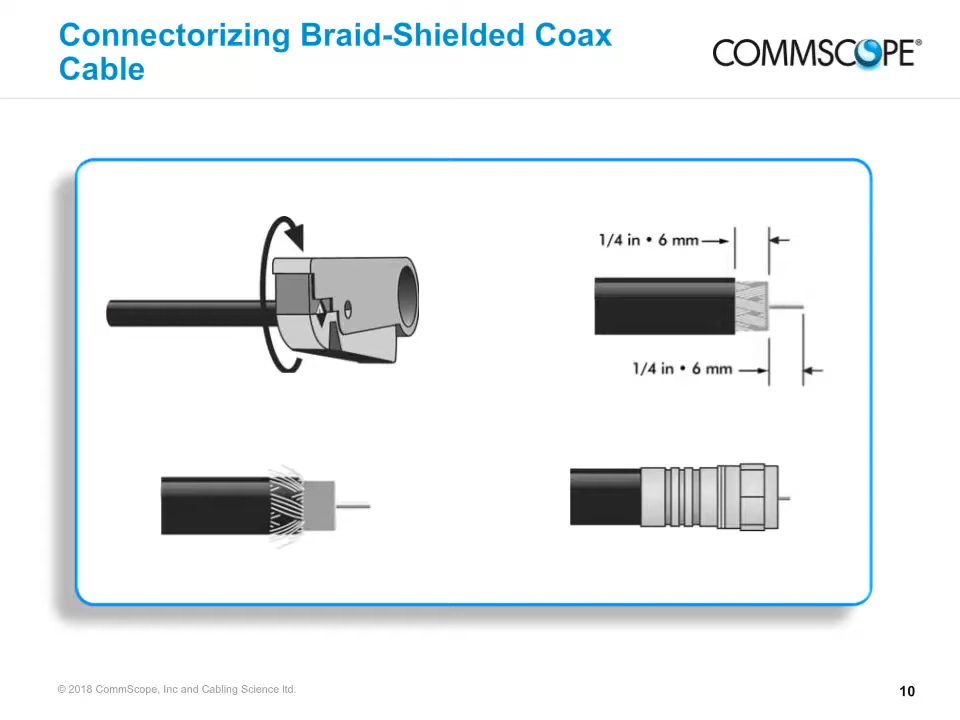 Connectorizing Braid-Shielded Coax
Cable
COMMSCOPE®
1/4 in • 6 mm
1/4 in • 6 mm
© 2018 CommScope, Inc and Cabling Science ltd.
10